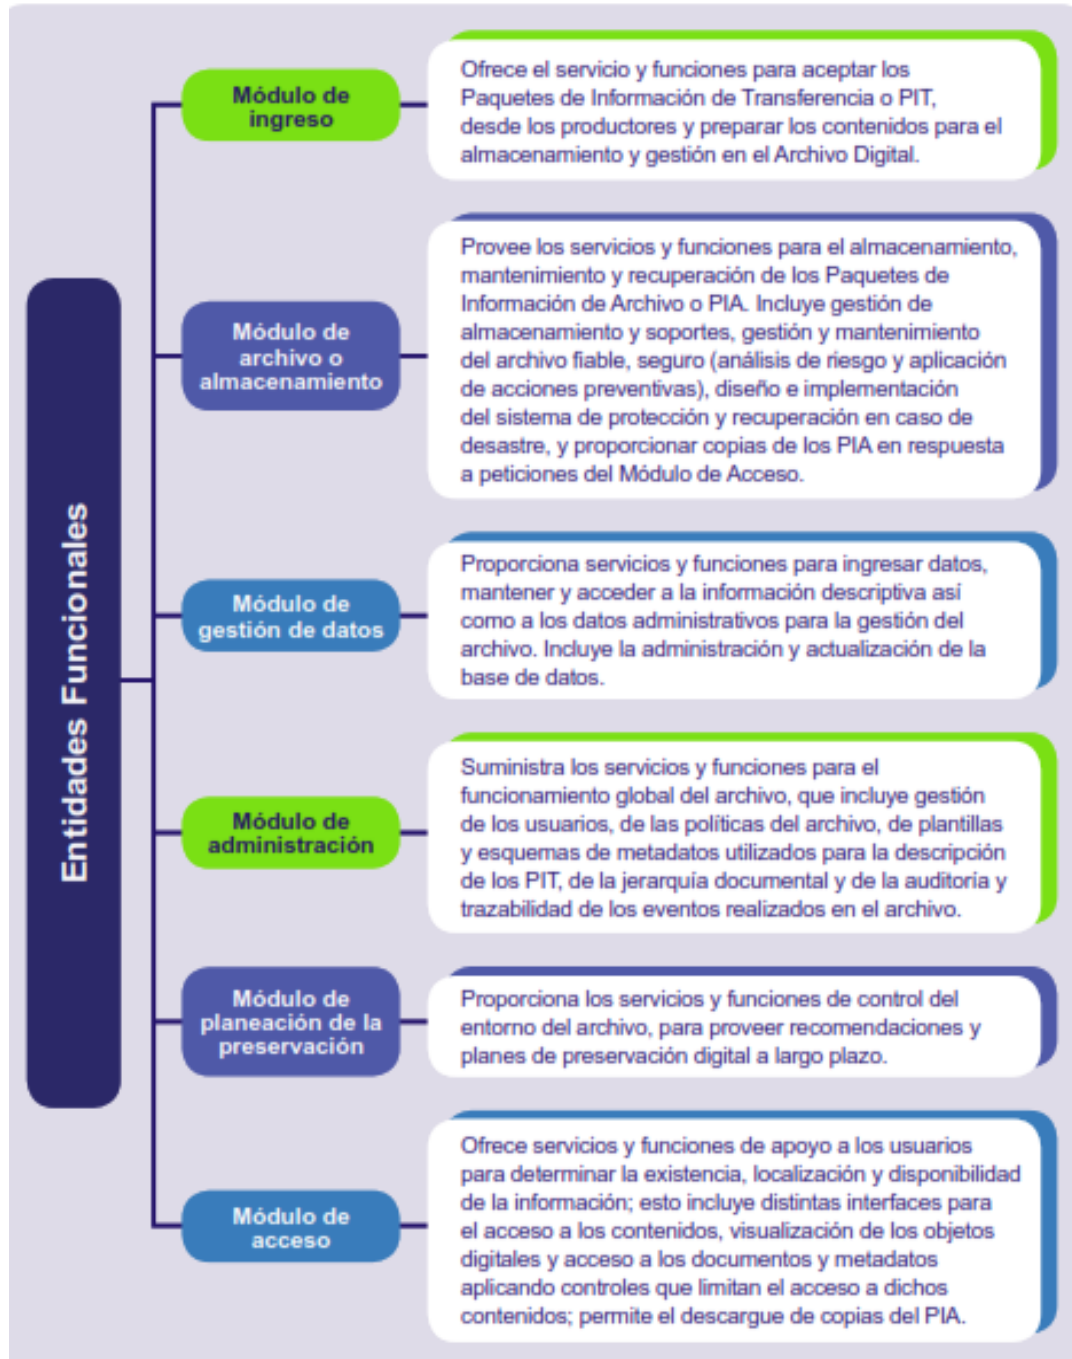 Entidades Funcionales
Módulo de
ingreso
Ofrece el servicio y funciones para aceptar los
Paquetes de Información de Transferencia o PIT,
desde los productores y preparar los contenidos para el
almacenamiento y gestión en el Archivo Digital.
Módulo de
archivo o
almacenamiento
Provee los servicios y funciones para el almacenamiento,
mantenimiento y recuperación de los Paquetes de
Información de Archivo o PIA. Incluye gestión de
almacenamiento y soportes, gestión y mantenimiento
del archivo fiable, seguro (análisis de riesgo y aplicación
de acciones preventivas), diseño e implementación
del sistema de protección y recuperación en caso de
desastre, y proporcionar copias de los PIA en respuesta
a peticiones del Módulo de Acceso.
Módulo de
gestión de datos
Proporciona servicios y funciones para ingresar datos,
mantener y acceder a la información descriptiva así
como a los datos administrativos para la gestión del
archivo. Incluye la administración y actualización de la
base de datos.
Módulo de
administración
Suministra los servicios y funciones para el
funcionamiento global del archivo, que incluye gestión
de los usuarios, de las políticas del archivo, de plantillas
y esquemas de metadatos utilizados para la descripción
de los PIT, de la jerarquía documental y de la auditoría y
trazabilidad de los eventos realizados en el archivo.
Módulo de
planeación de la
preservación
Proporciona los servicios y funciones de control del
entorno del archivo, para proveer recomendaciones y
planes de preservación digital a largo plazo.
Módulo de
acceso
Ofrece servicios y funciones de apoyo a los usuarios
para determinar la existencia, localización y disponibilidad
de la información; esto incluye distintas interfaces para
el acceso a los contenidos, visualización de los objetos
digitales y acceso a los documentos y metadatos
aplicando controles que limitan el acceso a dichos
contenidos; permite el descargue de copias del PIA.